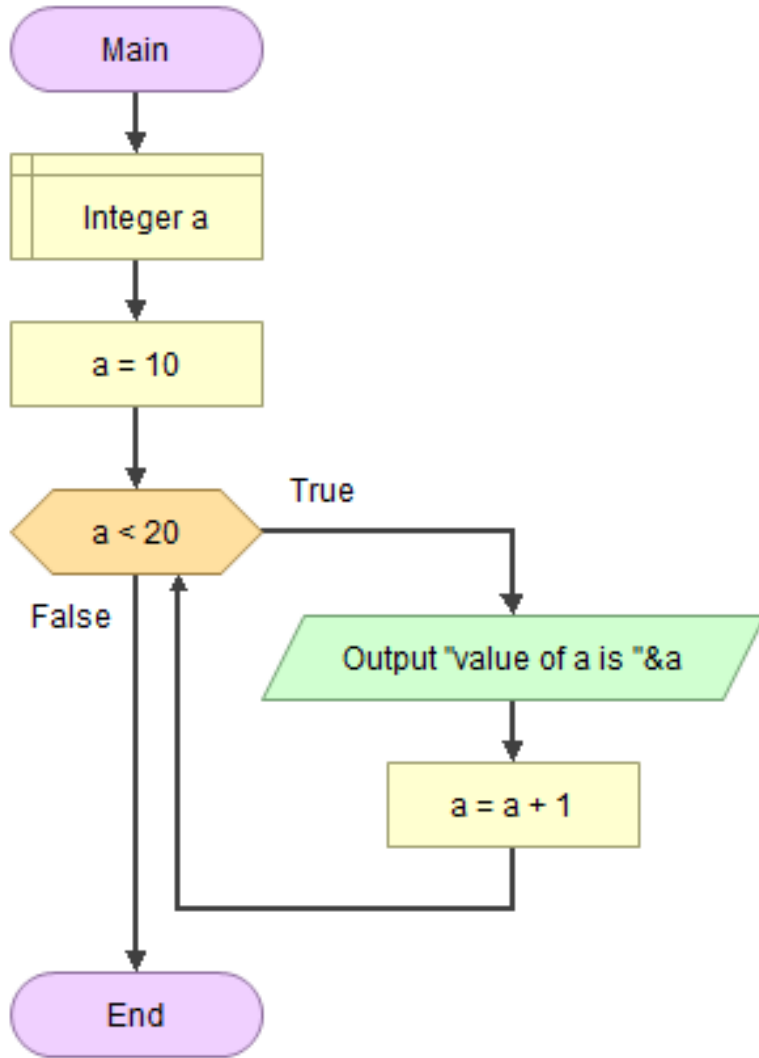 Main
Integer a
a = 10
a < 20
True
False
Output "value of a is "&a
a = a + 1
End